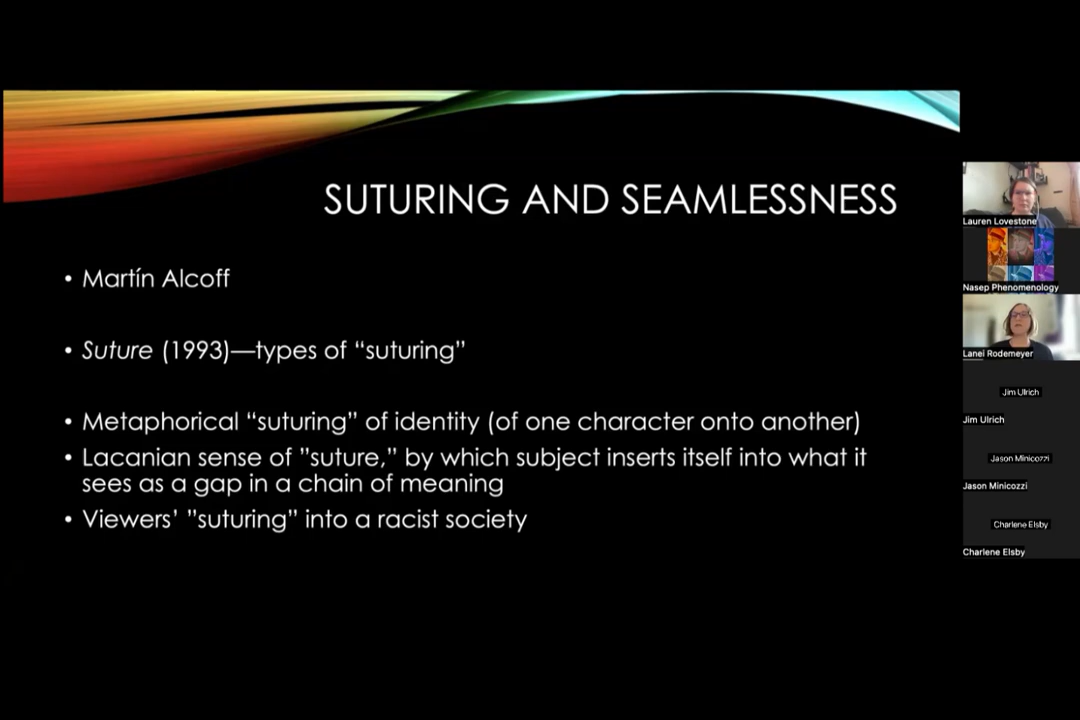 SUTURING AND SEAMLESSNESS
• Martín Alcoff
• Suture (1993)—types of “suturing”
• Metaphorical “suturing” of identity (of one character onto another)
• Lacanian sense of ”suture,” by which subject inserts itself into what it
sees as a gap in a chain of meaning
• Viewers’ ”suturing” into a racist society
Lauren Lovestone
Nasep Phenomenology
Lanei Rodemeyer
Jim Ulrich
Jim Ulrich
Jason Minicozzi
Jason Minicozzi
Charlene Elsby
Charlene Elsby